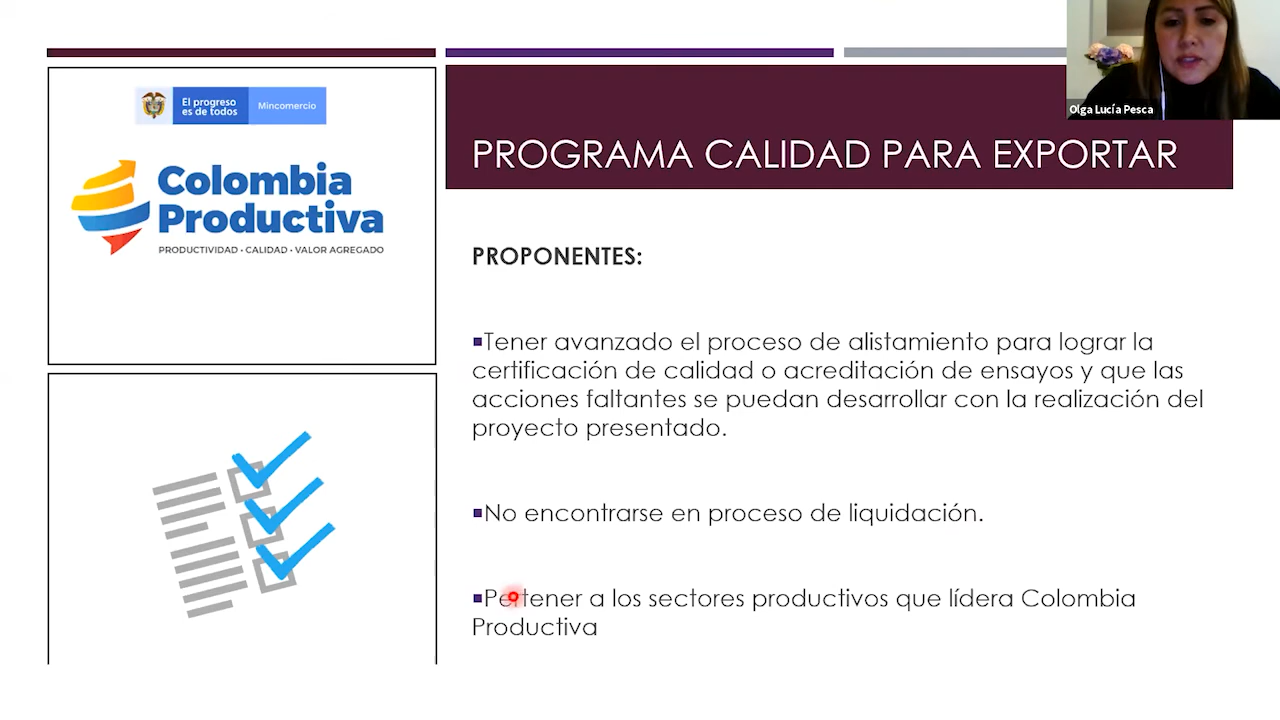 El progreso
es de todos
Mincomercio
Colombia
Productiva
PRODUCTIVIDAD • CALIDAD • VALOR AGREGADO
Olga Lucía Pesca
PROGRAMA CALIDAD PARA EXPORTAR
PROPONENTES:
▪Tener avanzado el proceso de alistamiento para lograr la
certificación de calidad o acreditación de ensayos y que las
acciones faltantes se puedan desarrollar con la realización del
proyecto presentado.
▪No encontrarse en proceso de liquidación.
▪Pertener a los sectores productivos que lídera Colombia
Productiva